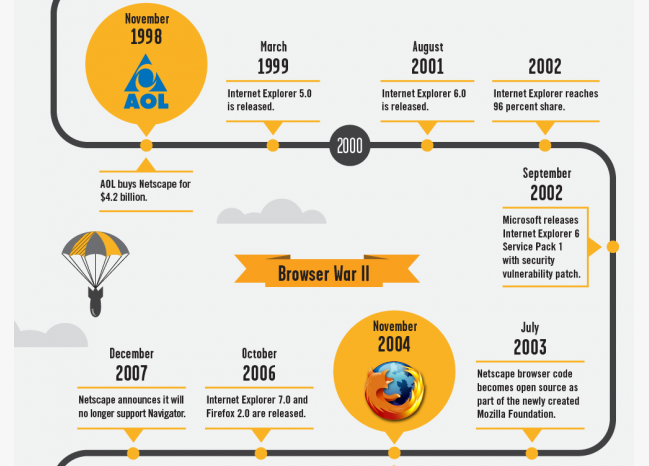 November
1998
AOL
AOL buys Netscape for
$4.2 billion.
March
1999
Internet Explorer 5.0
is released.
2000
August
2001
Internet Explorer 6.0
is released.
2002
Internet Explorer reaches
96 percent share.
September
2002
Microsoft releases
Internet Explorer 6
Service Pack 1
with security
vulnerability patch.
Browser War II
July
2003
Netscape browser code
becomes open source as
part of the newly created
Mozilla Foundation.
November
2004
October
2006
Internet Explorer 7.0 and
Firefox 2.0 are released.
December
2007
Netscape announces it will
no longer support Navigator.